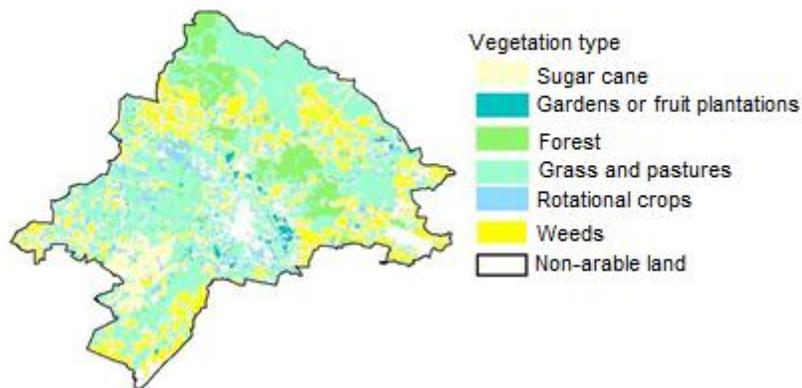 Vegetation type
Sugar cane
Gardens or fruit plantations
Forest
Grass and pastures
Rotational crops
Weeds
Non-arable land